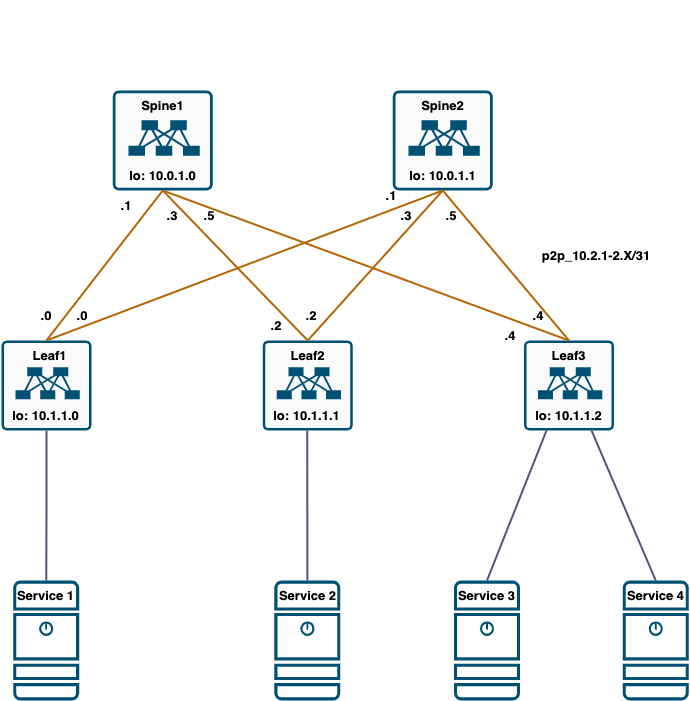 Spine1
Spine2
lo: 10.0.1.0
lo: 10.0.1.1
.1
.3
.5
.1
.3
.5
p2p_10.2.1-2.X/31
.0
.0
.2
.2
.4
.4
Leaf1
Leaf2
Leaf3
lo: 10.1.1.0
lo: 10.1.1.1
lo: 10.1.1.2
Service 1
Service 2
Service 3
Service 4